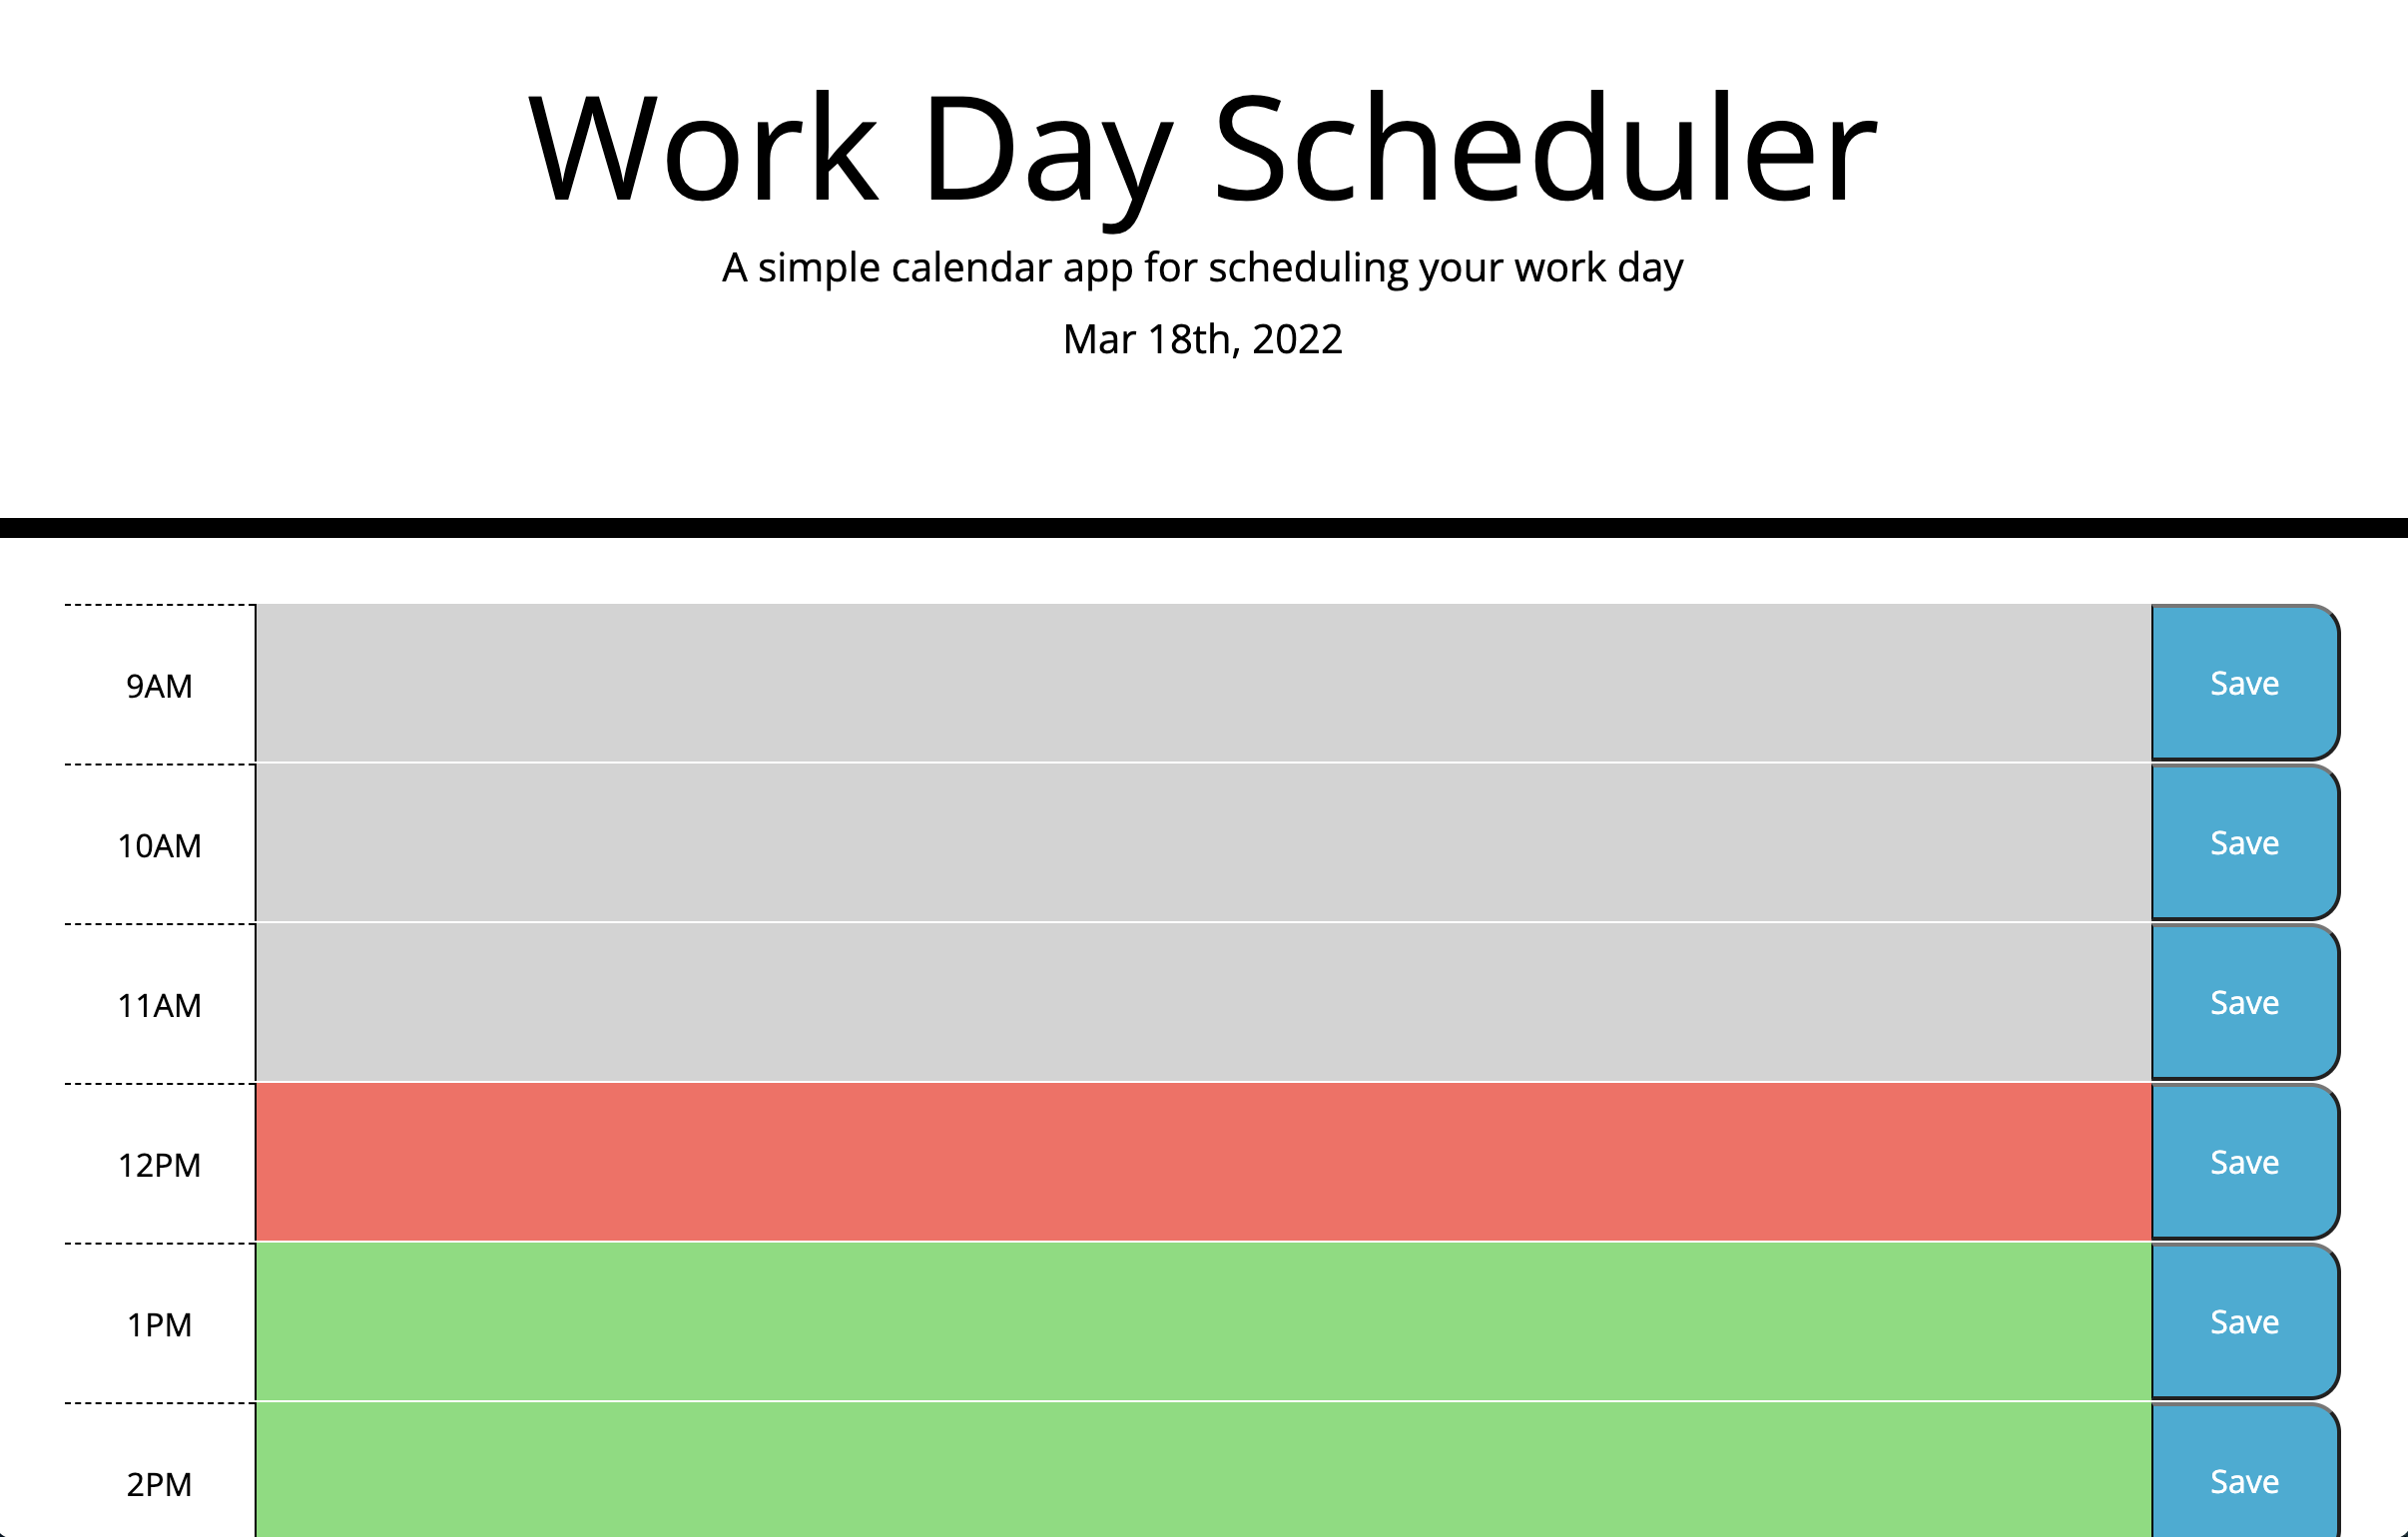 Work Day Scheduler
A simple calendar app for scheduling your work day
Mar 18th, 2022
9AM Save
10AM Save
11AM Save
12PM Save
1PM Save
2PM Save